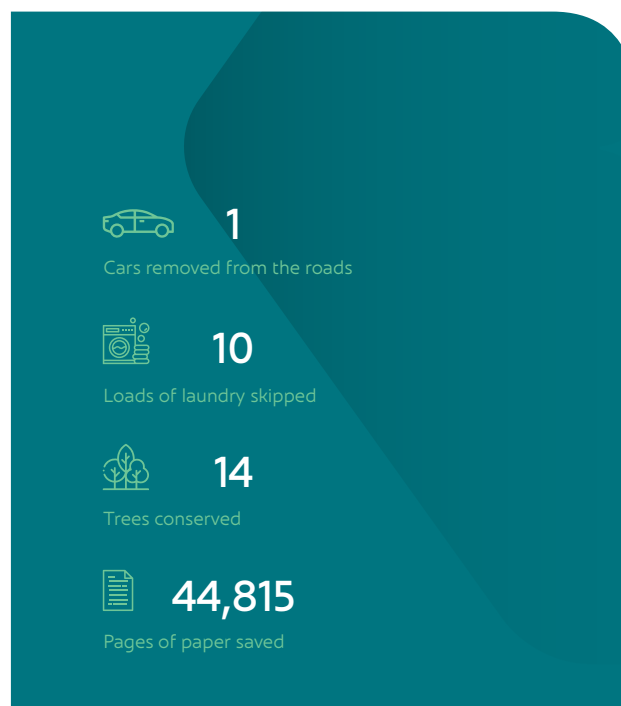 1
Cars removed from the roads
10
Loads of laundry skipped
14
Trees conserved
44,815
Pages of paper saved